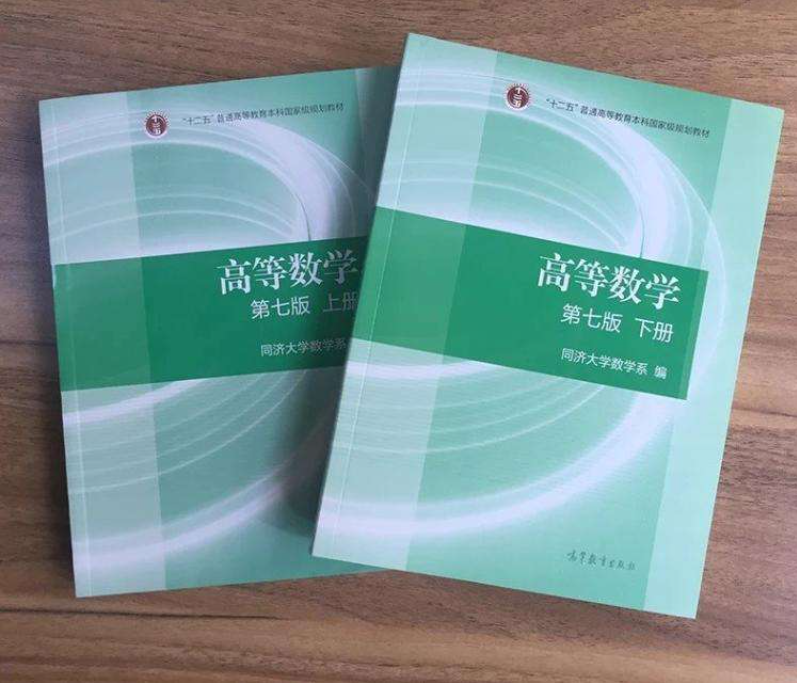 "十二五"普通高等教育本科国家级规划教材
高等数学
第七版 上册
同济大学数学系
"十二五"普通高等教育本科国家级规划教材
高等数学
第七版 下册
同济大学数学系 编
高等教育出版社